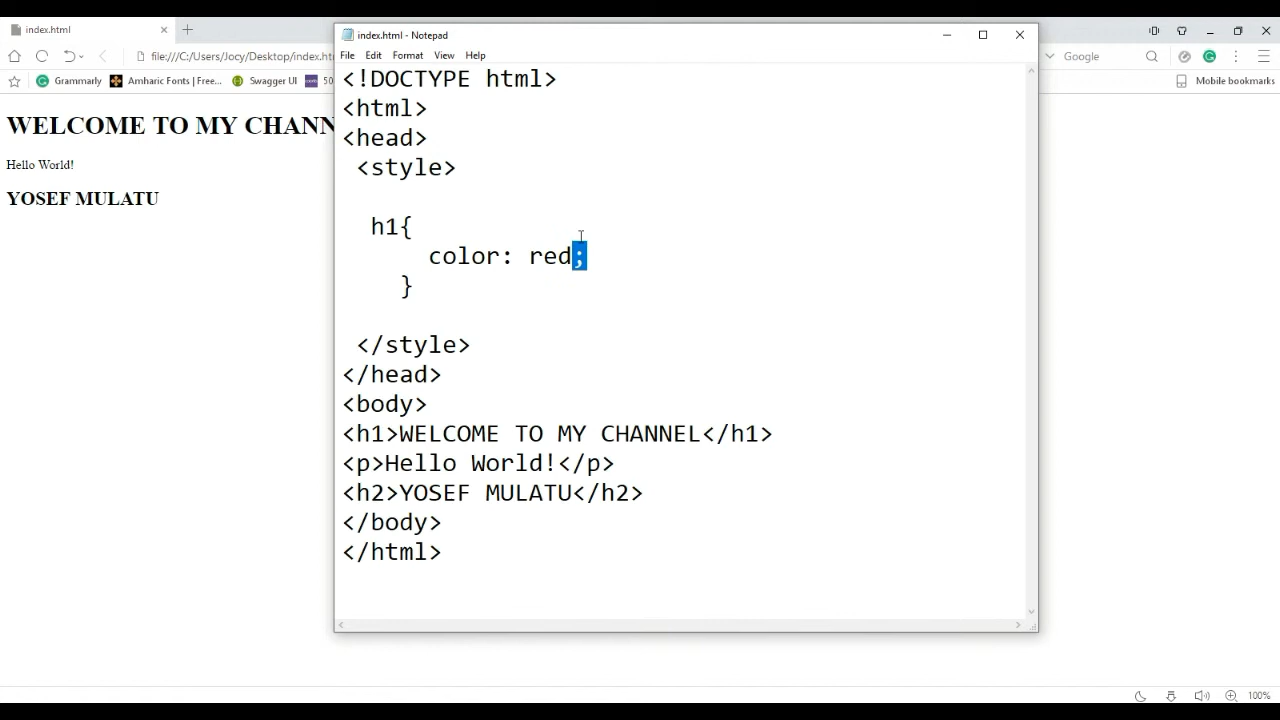 index.html
file:///C:/Users/Jocy/Desktop/index.ht
Grammarly
Amharic Fonts | Free...
Swagger UI
50
Google
Mobile bookmarks
WELCOME TO MY CHANN
Hello World!
YOSEF MULATU
index.html - Notepad
File Edit Format View Help
<!DOCTYPE html>
<html>
<head>
<style>
h1{
color: red;
}
</style>
</head>
<body>
<h1>WELCOME TO MY CHANNEL</h1>
<p>Hello World!</p>
<h2>YOSEF MULATU</h2>
</body>
</html>
100%